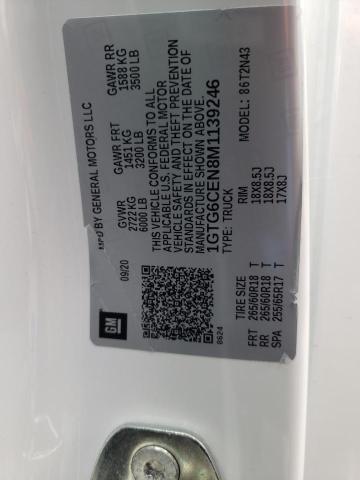 GM
MFD BY GENERAL MOTORS LLC
09/20
GVWR
2722 KG
6000 LB
GAWR FRT
1451 KG
3200 LB
GAWR RR
1588 KG
3500 LB
THIS VEHICLE CONFORMS TO ALL
APPLICABLE U.S. FEDERAL MOTOR
VEHICLE SAFETY AND THEFT PREVENTION
STANDARDS IN EFFECT ON THE DATE OF
MANUFACTURE SHOWN ABOVE.
1GTG6CEN8M1139246
TYPE: TRUCK
MODEL: 86T2N43
0624
TIRE SIZE RIM
FRT 265/60R18 T 18X8.5J
RR 265/60R18 T 18X8.5J
SPA 255/65R17 T 17X8J